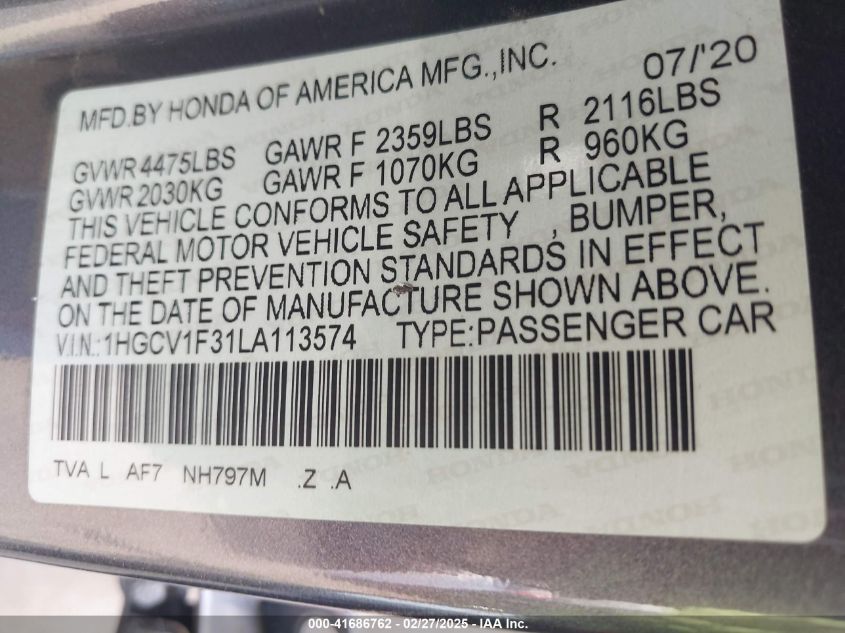 MFD.BY HONDA OF AMERICA MFG.,INC. 07/'20
GVWR 4475LBS GAWR F 2359LBS R 2116LBS
GVWR 2030KG GAWR F 1070KG R 960KG
THIS VEHICLE CONFORMS TO ALL APPLICABLE
FEDERAL MOTOR VEHICLE SAFETY , BUMPER,
AND THEFT PREVENTION STANDARDS IN EFFECT
ON THE DATE OF MANUFACTURE SHOWN ABOVE.
V.I.N.:1HGCV1F31LA113574 TYPE:PASSENGER CAR
TVA L AF7 NH797M .Z .A
000-41686762 - 02/27/2025 - IAA Inc.